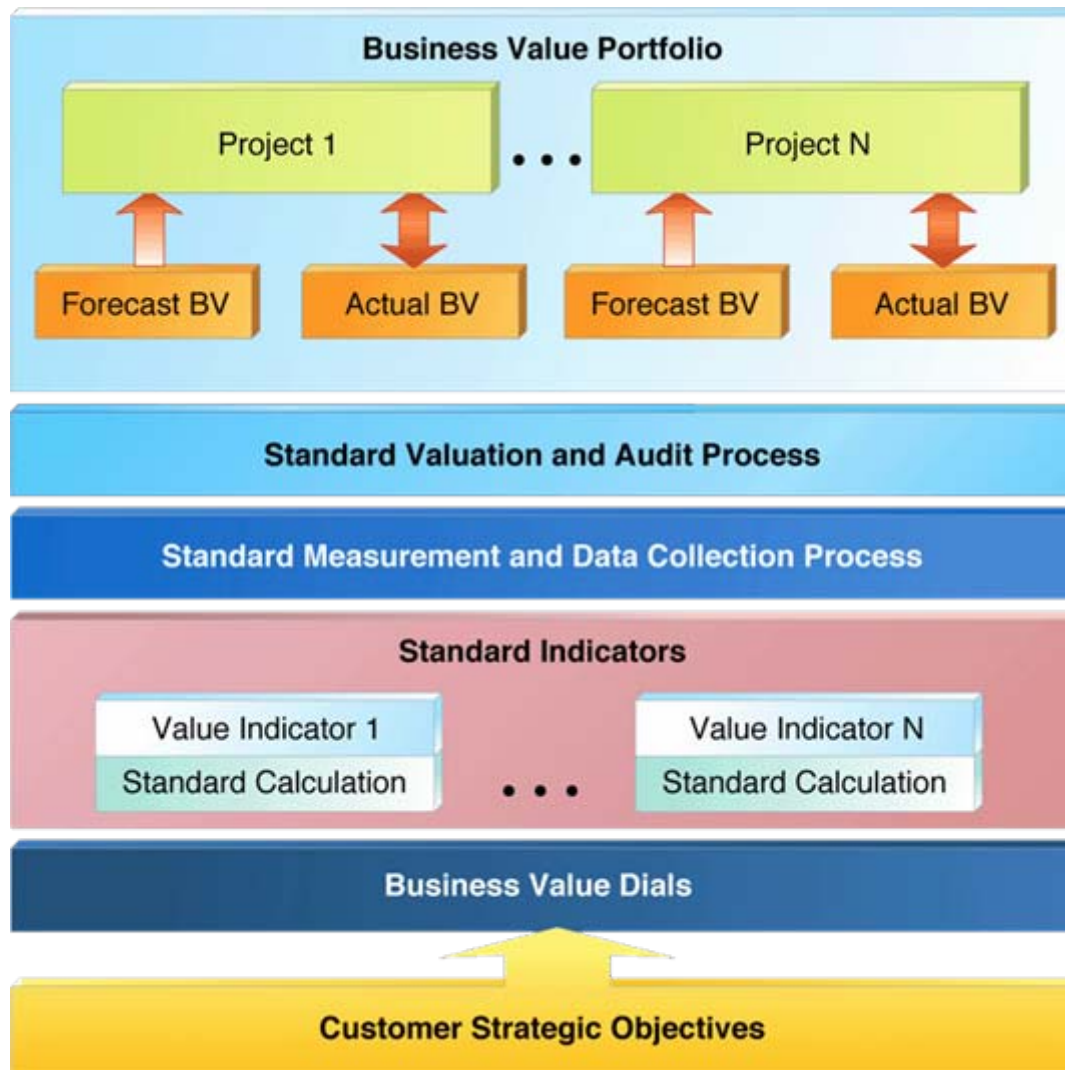 Business Value Portfolio
Project 1
Project N
Forecast BV
Actual BV
Forecast BV
Actual BV
Standard Valuation and Audit Process
Standard Measurement and Data Collection Process
Standard Indicators
Value Indicator 1
Value Indicator N
Standard Calculation
Standard Calculation
Business Value Dials
Customer Strategic Objectives